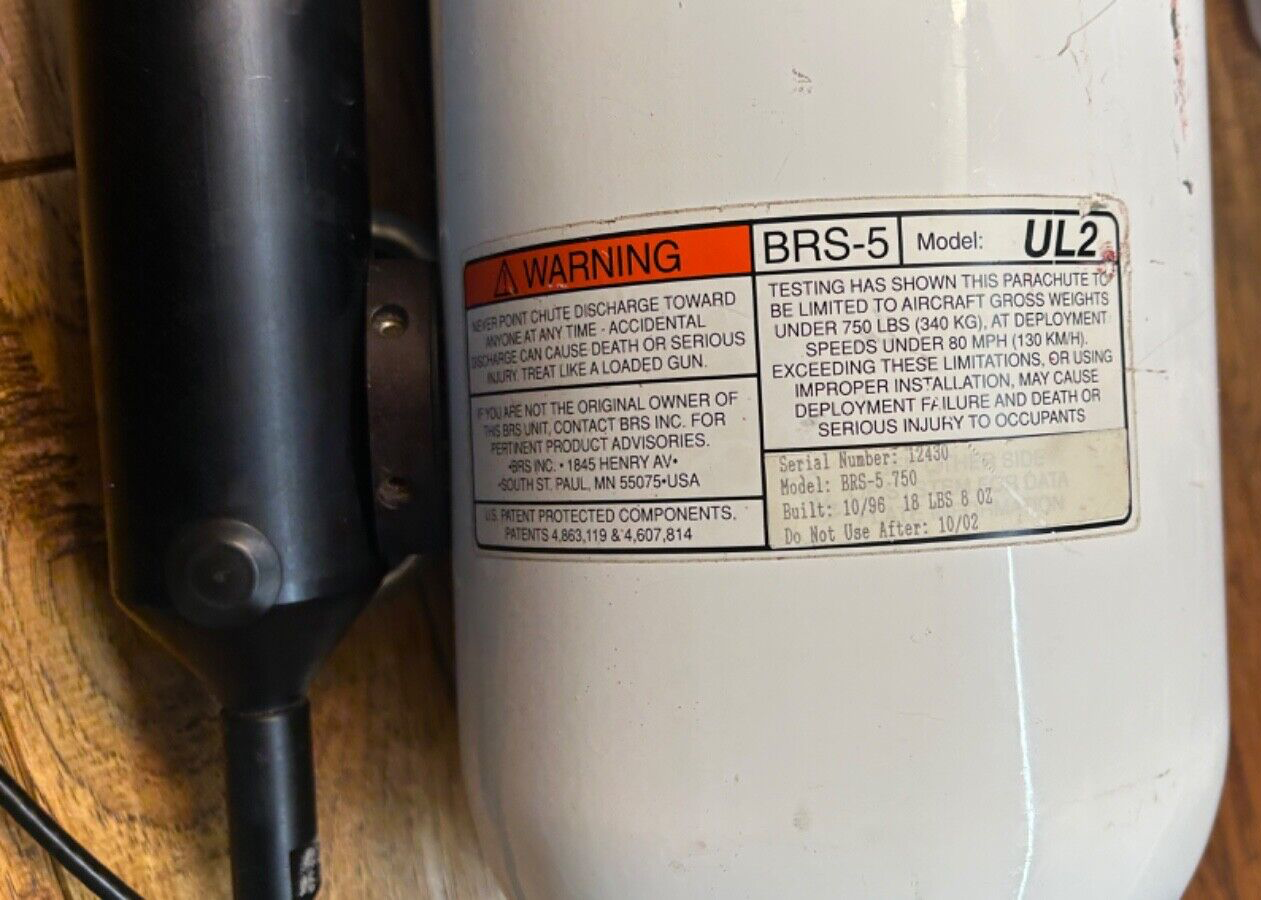 WARNING
NEVER POINT CHUTE DISCHARGE TOWARD
ANYONE AT ANY TIME - ACCIDENTAL
DISCHARGE CAN CAUSE DEATH OR SERIOUS
INJURY. TREAT LIKE A LOADED GUN.
IF YOU ARE NOT THE ORIGINAL OWNER OF
THIS BRS UNIT, CONTACT BRS INC. FOR
PERTINENT PRODUCT ADVISORIES.
•BRS INC. • 1845 HENRY AV•
•SOUTH ST. PAUL, MN 55075•USA
U.S. PATENT PROTECTED COMPONENTS,
PATENTS 4,863,119 & 4,607,814
BRS-5 Model: UL2
TESTING HAS SHOWN THIS PARACHUTE TO
BE LIMITED TO AIRCRAFT GROSS WEIGHTS
UNDER 750 LBS (340 KG), AT DEPLOYMENT
SPEEDS UNDER 80 MPH (130 KM/H).
EXCEEDING THESE LIMITATIONS, OR USING
IMPROPER INSTALLATION, MAY CAUSE
DEPLOYMENT FAILURE AND DEATH OR
SERIOUS INJURY TO OCCUPANTS
Serial Number: 12430
Model: BRS-5 750
Built: 10/96 18 LBS 8 OZ
Do Not Use After: 10/02